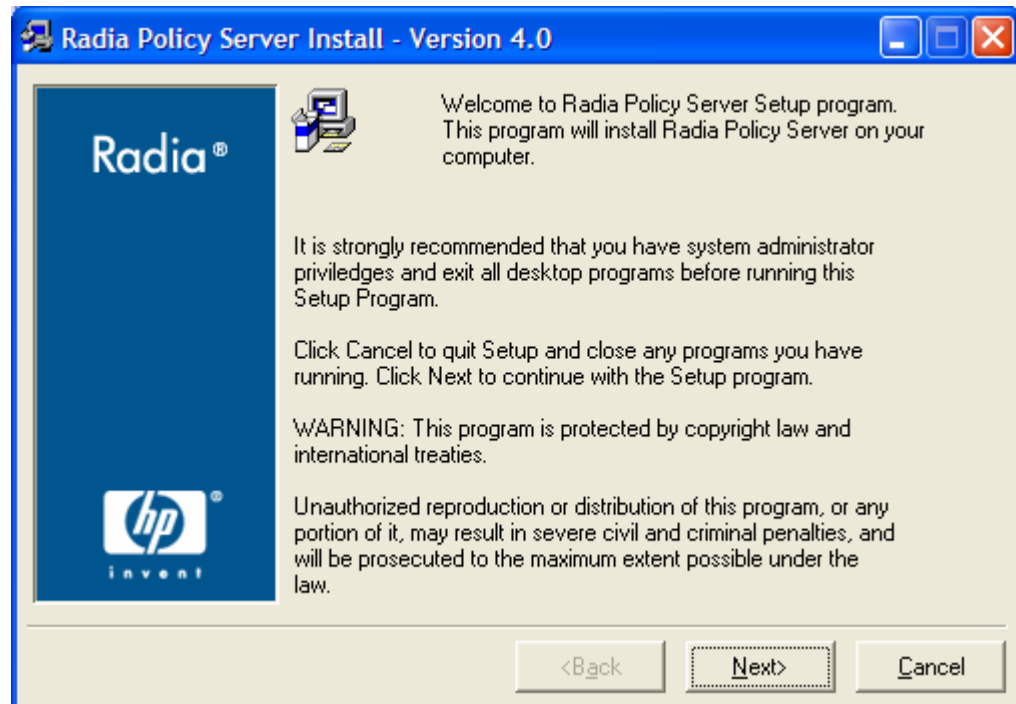 Radia Policy Server Install - Version 4.0
Radia®
Welcome to Radia Policy Server Setup program.
This program will install Radia Policy Server on your
computer.
It is strongly recommended that you have system administrator
priviledges and exit all desktop programs before running this
Setup Program.
Click Cancel to quit Setup and close any programs you have
running. Click Next to continue with the Setup program.
WARNING: This program is protected by copyright law and
international treaties.
Unauthorized reproduction or distribution of this program, or any
portion of it, may result in severe civil and criminal penalties, and
will be prosecuted to the maximum extent possible under the
law.
hp®
invent
<Back
Next>
Cancel